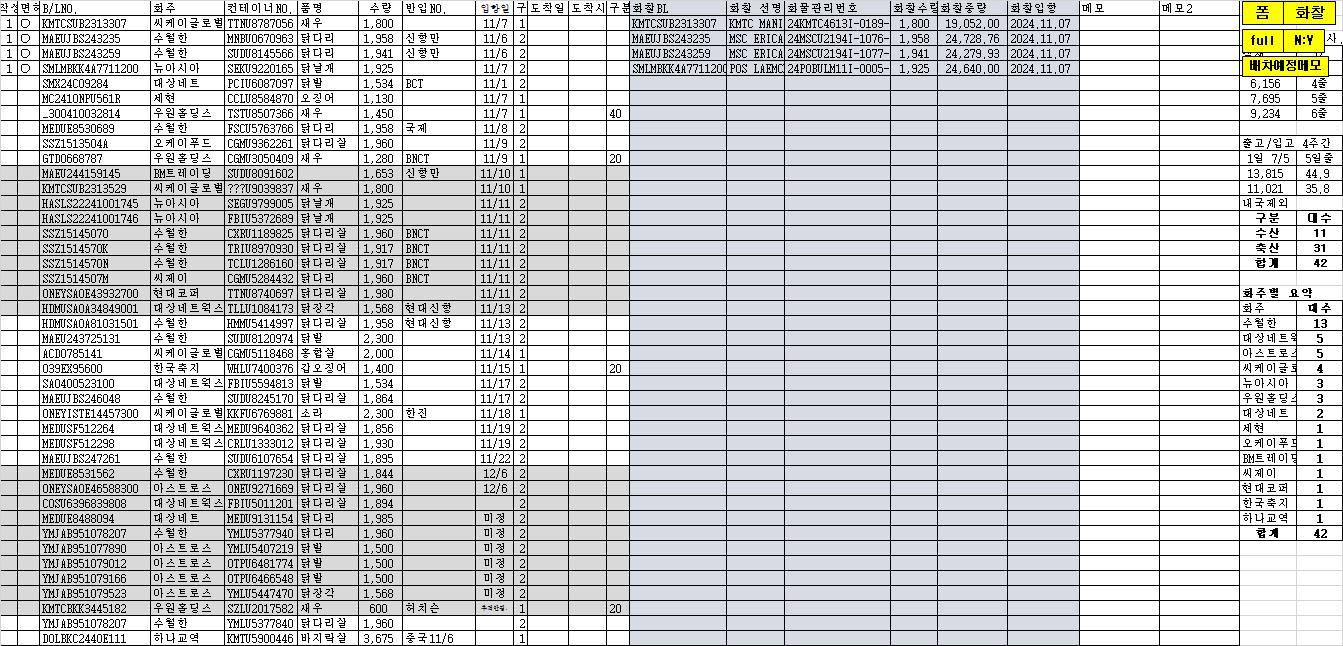 작성 면허 B/LNO. 화주 컨테이너NO. 품명 수량 반입NO. 입항일 구 도착일 도착시 구분 화찰BL 화찰 선명 화물관리번호 화찰수량 화찰중량 화찰입항 메모 메모2 폼 화찰
1 O KMTCSUB2313307 씨케이글로벌 TTNU8787056 새우 1,800 11/7 1 2 KMTCSUB2313307 KMTC MANI 24KMTC4613I-0189- 1,800 19,052.00 2024.11.07
1 O MAEUJBS243235 수월한 MNBU0670963 닭다리 1,958 신항만 11/6 2 MAEUJBS243235 MSC ERICA 24MSCU2194I-1076- 1,958 24,728.76 2024.11.07 full N:Y
1 O MAEUJBS243259 수월한 SUDU8145566 닭다리 1,941 신항만 11/6 2 MAEUJBS243259 MSC ERICA 24MSCU2194I-1077- 1,941 24,279.93 2024.11.07
1 O SMLMBKK4A7711200 뉴아시아 SEKU9220165 닭날개 1,925 11/7 2 SMLMBKK4A7711200 POS LAEMC 24POBULM11I-0005- 1,925 24,640.00 2024.11.07 배차예정메모
SMX24C09284 대상네트 PCIU6087097 닭발 1,534 BCT 11/1 2 6,156 4줄
MC2410NPU561R 제현 CCLU8584870 오징어 1,130 11/7 1 7,695 5줄
_300410032814 우원홀딩스 TSTU8507366 새우 1,450 11/7 1 40 9,234 6줄
MEDUE8530689 수월한 FSCU5763766 닭다리 1,958 국제 11/8 2
SSZ1513504A 오케이푸드 CGMU9362261 닭다리살 1,960 11/9 2 출고/입고 4주간
GTD0668787 우원홀딩스 CGMU3050409 새우 1,280 BNCT 11/9 1 20 1일 7/5 5일줄
MAEU244159145 BM트레이딩 SUDU8091602 1,653 신항만 11/10 2 13,815 44.9
KMTCSUB2313529 씨케이글로벌 ???U9039837 새우 1,800 11/10 1 11,021 35.8
HASLS22241001745 뉴아시아 SEGU9799005 닭날개 1,925 11/11 2 내국제외
HASLS22241001746 뉴아시아 FBIU5372689 닭날개 1,925 11/11 2 구분 대수
SSZ15145070 수월한 CXRU1189825 닭다리살 1,960 BNCT 11/11 2 수산 11
SSZ1514570K 수월한 TRIU8970930 닭다리살 1,917 BNCT 11/11 2 축산 31
SSZ1514570N 수월한 TCLU1286160 닭다리살 1,917 BNCT 11/11 2 합계 42
SSZ1514507M 씨제이 CGMU5284432 닭다리살 1,960 BNCT 11/11 2
ONEYSAOE43932700 현대코퍼 TTNU8740697 닭다리살 1,980 11/11 2 화주별 요약
HDMUSAOA34849001 대상네트웍스 TLLU1084173 닭장각 1,568 현대신항 11/13 2 화주 대수
HDMUSAOA81031501 수월한 HMMU5414997 닭다리살 1,958 현대신항 11/13 2 수월한 13
MAEU243725131 수월한 SUDU8120974 닭발 2,300 11/13 2 대상네트웍 5
ACD0785141 씨케이글로벌 CGMU5118468 홍합살 2,000 11/14 1 아스트로스 5
039EX95600 한국축지 WHLU7400376 갑오징어 1,400 11/15 1 20 씨케이글로 4
SA0400523100 대상네트웍스 FBIU5594813 닭발 1,534 11/17 2 뉴아시아 3
MAEUJBS246048 수월한 SUDU8245170 닭다리살 1,864 11/17 2 우원홀딩스 3
ONEYISTE14457300 씨케이글로벌 KKFU6769881 소라 2,300 한진 11/18 1 대상네트 2
MEDUSF512264 대상네트웍스 MEDU9640362 닭다리살 1,856 11/19 2 제현 1
MEDUSF512298 대상네트웍스 CRLU1333012 닭다리살 1,930 11/19 2 오케이푸드 1
MAEUJBS247261 수월한 SUDU6107654 닭다리살 1,895 11/22 2 BM트레이딩 1
MEDUE8531562 수월한 CXRU1197230 닭다리살 1,844 12/6 2 씨제이 1
ONEYSAOE46588300 아스트로스 ONEU9271669 닭다리살 1,960 12/6 2 현대코퍼 1
COSU6396839808 대상네트웍스 FBIU5011201 닭다리살 1,894 2 한국축지 1
MEDUE8488094 대상네트 MEDU9131154 닭다리 1,985 미정 2 하나교역 1
YMJAB951078207 수월한 YMLU5377940 닭다리 1,960 미정 2 합계 42
YMJAB951077890 아스트로스 YMLU5407219 닭발 1,500 미정 2
YMJAB951079012 아스트로스 OTPU6481774 닭발 1,500 미정 2
YMJAB951079166 아스트로스 OTPU6466548 닭발 1,500 미정 2
YMJAB951079523 아스트로스 YMLU5447470 닭장각 1,568 미정 2
KMTCBKK3445182 우원홀딩스 SZLU2017582 새우 600 허치슨 1 20
YMJAB951078207 수월한 YMLU5377840 닭다리살 1,960 2
DOLBKC2440E111 하나교역 KMTU5900446 바지락살 3,675 중국11/6 1